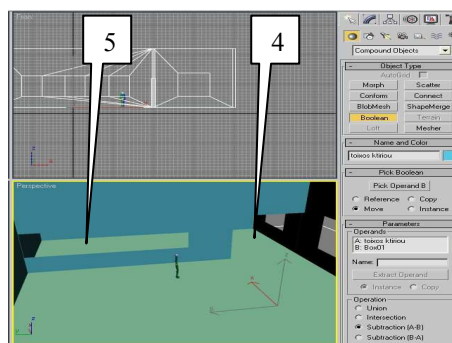 5
4
Front
Compound Objects
- Object Type
AutoGrid
Morph Scatter
Conform Connect
BlobMesh ShapeMerge
Boolean Terrain
Loft Mesher
- Name and Color
toixos ktiriou
- Pick Boolean
Pick Operand B
Reference Copy
Move Instance
- Parameters
Operands
A: toixos ktiriou
B: Box01
Name:
Extract Operand
Instance Copy
Operation
Union
Intersection
Subtraction (A-B)
Subtraction (B-A)
Perspective